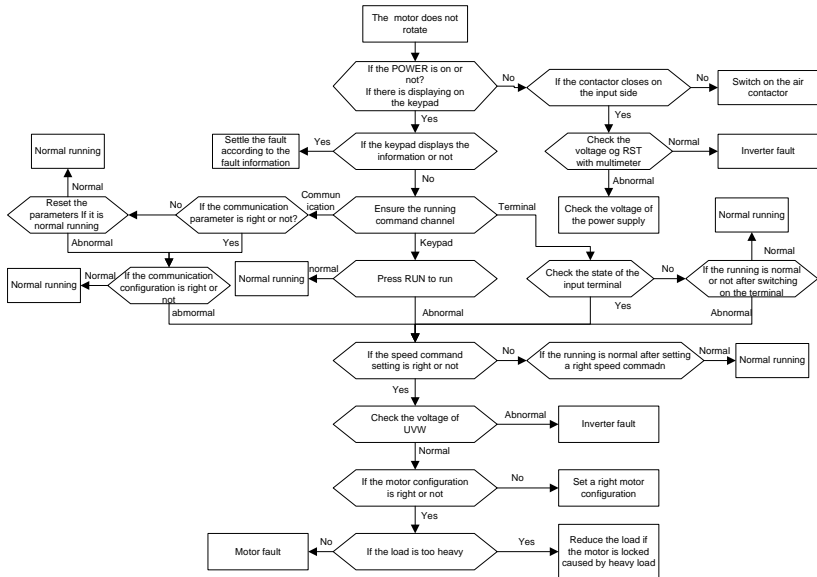 The motor does not
rotate
If the POWER is on or
not?
If there is displaying on
the keypad
No
If the contactor closes on
the input side
No
Switch on the air
contactor
Yes
Yes
Settle the fault
according to the
fault information
Yes
If the keypad displays the
information or not
Check the
voltage og RST
with multimeter
Normal
Inverter fault
Normal running
No
Abnormal
Normal
Reset the
parameters If it is
normal running
No
If the communication
parameter is right or not?
Commu
nication
Ensure the running
command channel
Terminal
Check the voltage of
the power supply
Normal running
Abnormal
Yes
Keypad
Normal
Normal running
Normal
If the communication
configuration is right or
not
Normal running
normal
Press RUN to run
Check the state of the
input terminal
No
If the running is normal
or not after switching
on the terminal
abmormal
Abnormal
Yes
Abnormal
If the speed command
setting is right or not
No
If the running is normal after setting
a right speed commadn
Normal
Normal running
Yes
Check the voltage of
UVW
Abnormal
Inverter fault
Normal
If the motor configuration
is right or not
No
Set a right motor
configuration
Yes
Motor fault
No
If the load is too heavy
Yes
Reduce the load if
the motor is locked
caused by heavy load